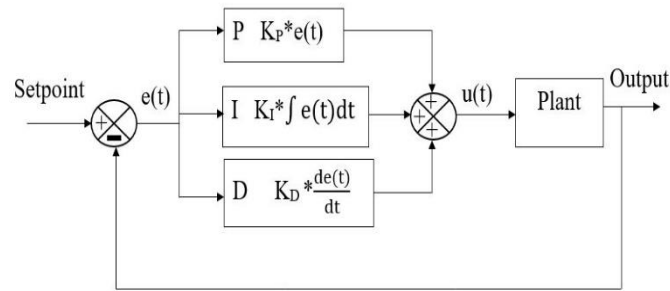 P K_P*e(t)
Setpoint
e(t)
I K_I*∫e(t)dt
u(t)
Plant
Output
D K_D*de(t)/dt
+
-
+
+
+